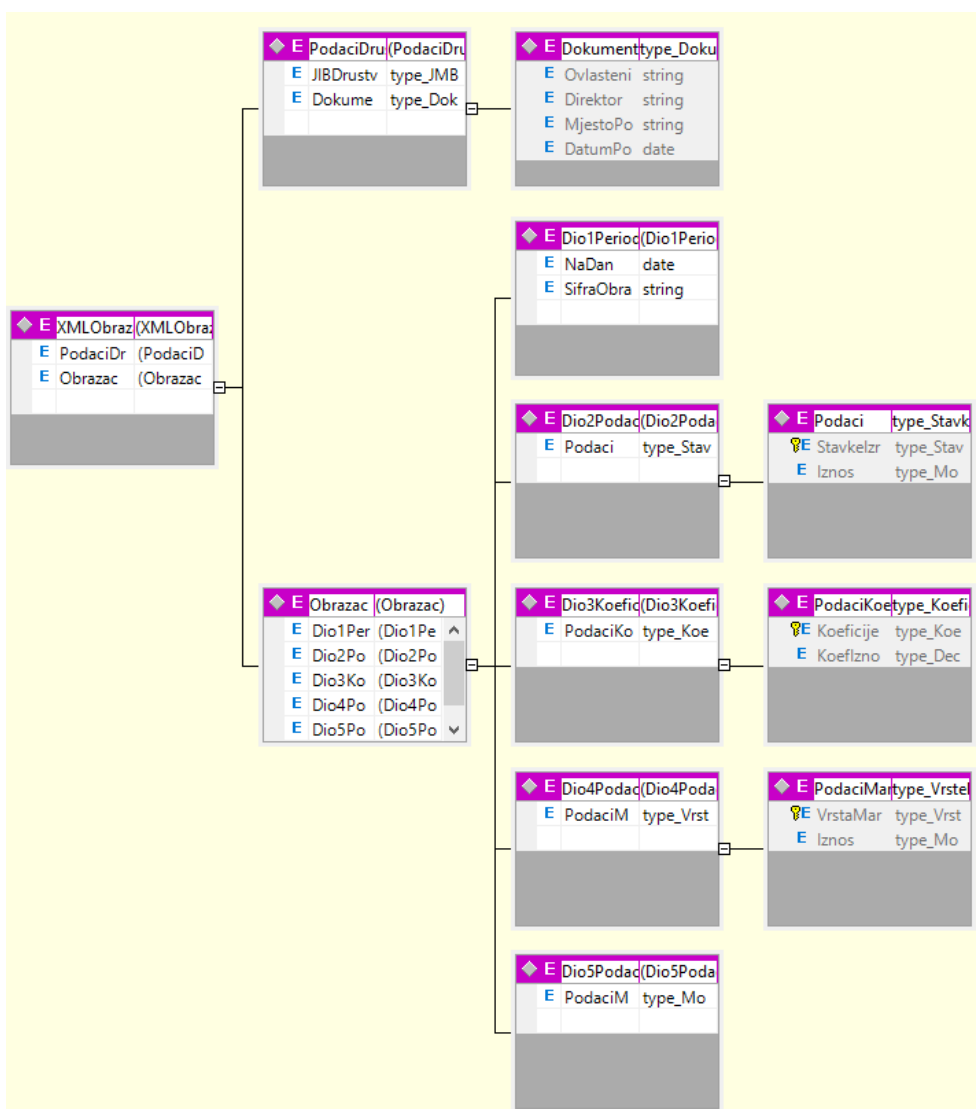 E PodaciDru (PodaciDru
E JIBDrustv type_JMB
E Dokume type_Dok
E Dokument type_Doku
E Ovlasteni string
E Direktor string
E MjestoPo string
E DatumPo date
E Dio1Period (Dio1Perio
E NaDan date
E SifraObra string
E XMLObraz (XMLObraz
E PodaciDr (PodaciD
E Obrazac (Obrazac
E Dio2Podac (Dio2Poda
E Podaci type_Stav
E Podaci type_Stavk
E StavkeIzr type_Stav
E Iznos type_Mo
E Obrazac (Obrazac)
E Dio1Per (Dio1Pe
E Dio2Po (Dio2Po
E Dio3Ko (Dio3Ko
E Dio4Po (Dio4Po
E Dio5Po (Dio5Po
E Dio3Koefic (Dio3Koefi
E PodaciKo type_Koe
E PodaciKoe type_Koefi
E Koeficije type_Koe
E KoefIzno type_Dec
E Dio4Podac (Dio4Poda
E PodaciM type_Vrst
E PodaciMar type_Vrstel
E VrstaMar type_Vrst
E Iznos type_Mo
E Dio5Podac (Dio5Poda
E PodaciM type_Mo